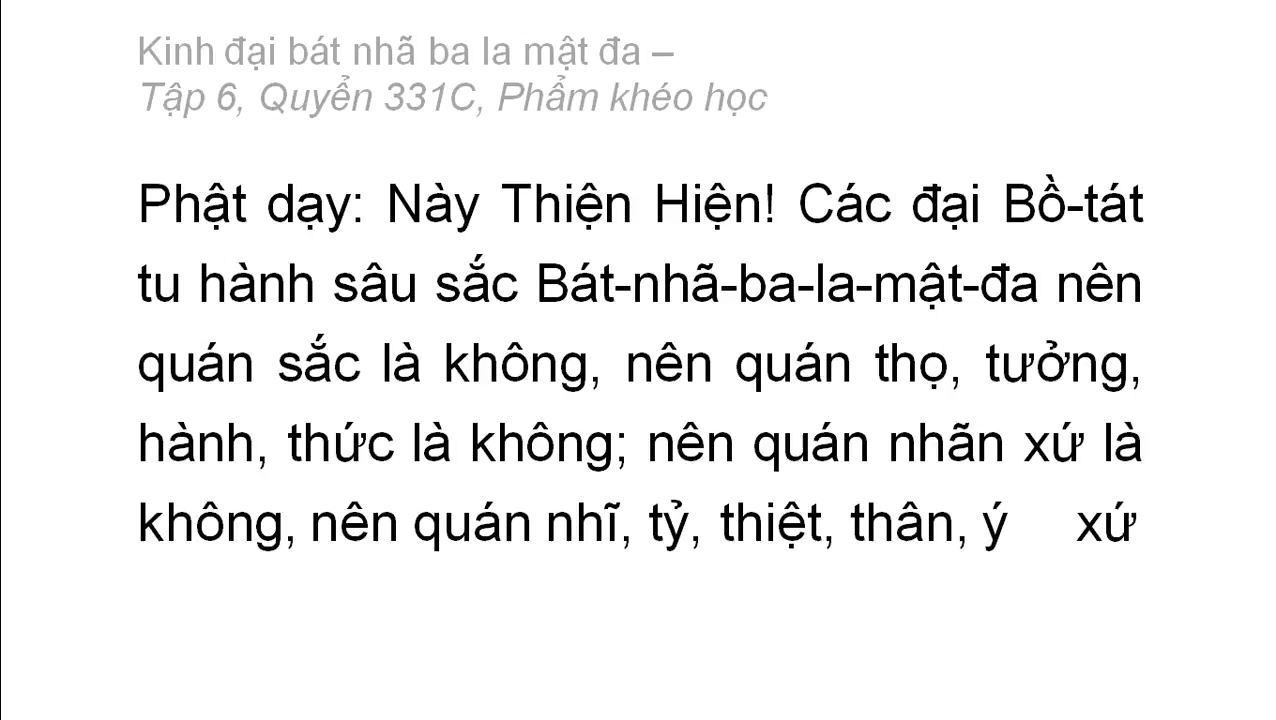 Kinh đại bát nhã ba la mật đa –
Tập 6, Quyển 331C, Phẩm khéo học
Phật dạy: Này Thiện Hiện! Các đại Bồ-tát
tu hành sâu sắc Bát-nhã-ba-la-mật-đa nên
quán sắc là không, nên quán thọ, tưởng,
hành, thức là không; nên quán nhãn xứ là
không, nên quán nhĩ, tỷ, thiệt, thân, ý xứ